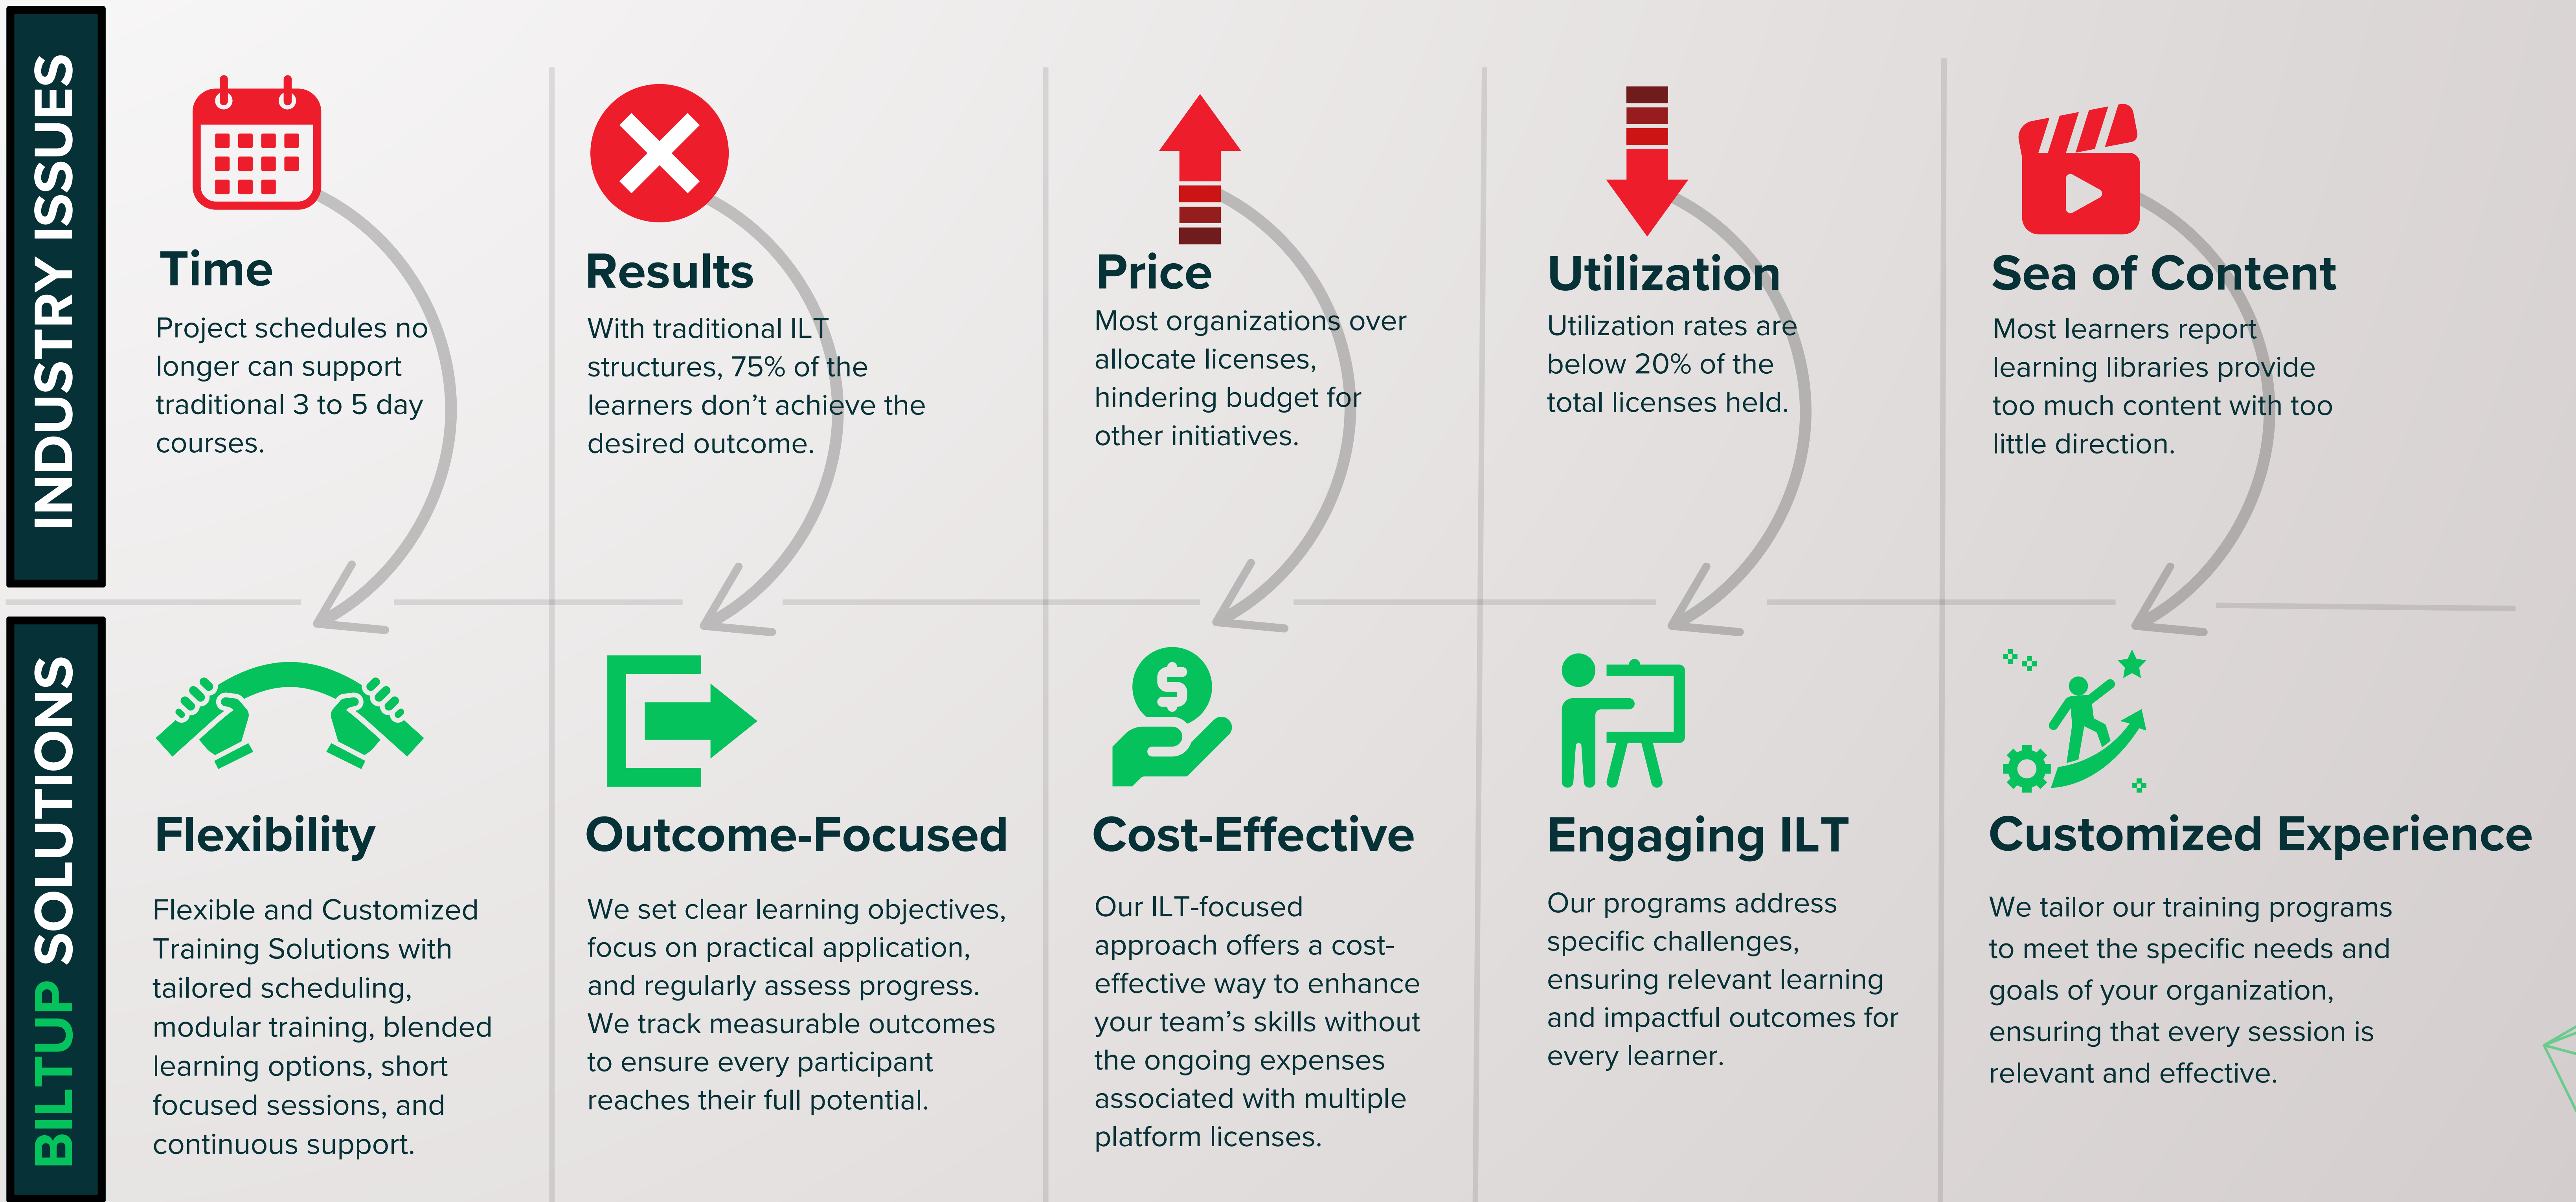 INDUSTRY ISSUES
Time
Project schedules no
longer can support
traditional 3 to 5 day
courses.
Results
With traditional ILT
structures, 75% of the
learners don't achieve the
desired outcome.
Price
Most organizations over
allocate licenses,
hindering budget for
other initiatives.
Utilization
Utilization rates are
below 20% of the
total licenses held.
Sea of Content
Most learners report
learning libraries provide
too much content with too
little direction.
BILTUP SOLUTIONS
Flexibility
Flexible and Customized
Training Solutions with
tailored scheduling,
modular training, blended
learning options, short
focused sessions, and
continuous support.
Outcome-Focused
We set clear learning objectives,
focus on practical application,
and regularly assess progress.
We track measurable outcomes
to ensure every participant
reaches their full potential.
Cost-Effective
Our ILT-focused
approach offers a cost-
effective way to enhance
your team's skills without
the ongoing expenses
associated with multiple
platform licenses.
Engaging ILT
Our programs address
specific challenges,
ensuring relevant learning
and impactful outcomes for
every learner.
Customized Experience
We tailor our training programs
to meet the specific needs and
goals of your organization,
ensuring that every session is
relevant and effective.